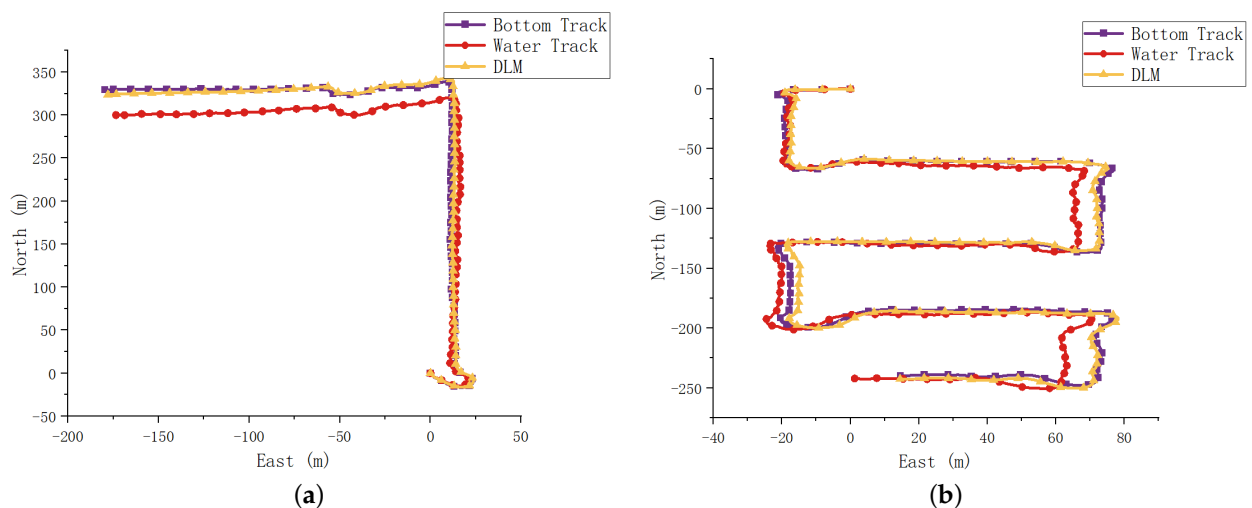 Bottom Track
Water Track
DLM
350
300
250
200
150
100
50
0
-50
-200
-150
-100
-50
0
50
North (m)
East (m)
(a)
Bottom Track
Water Track
DLM
0
-50
-100
-150
-200
-250
-40
-20
0
20
40
60
80
North (m)
East (m)
(b)